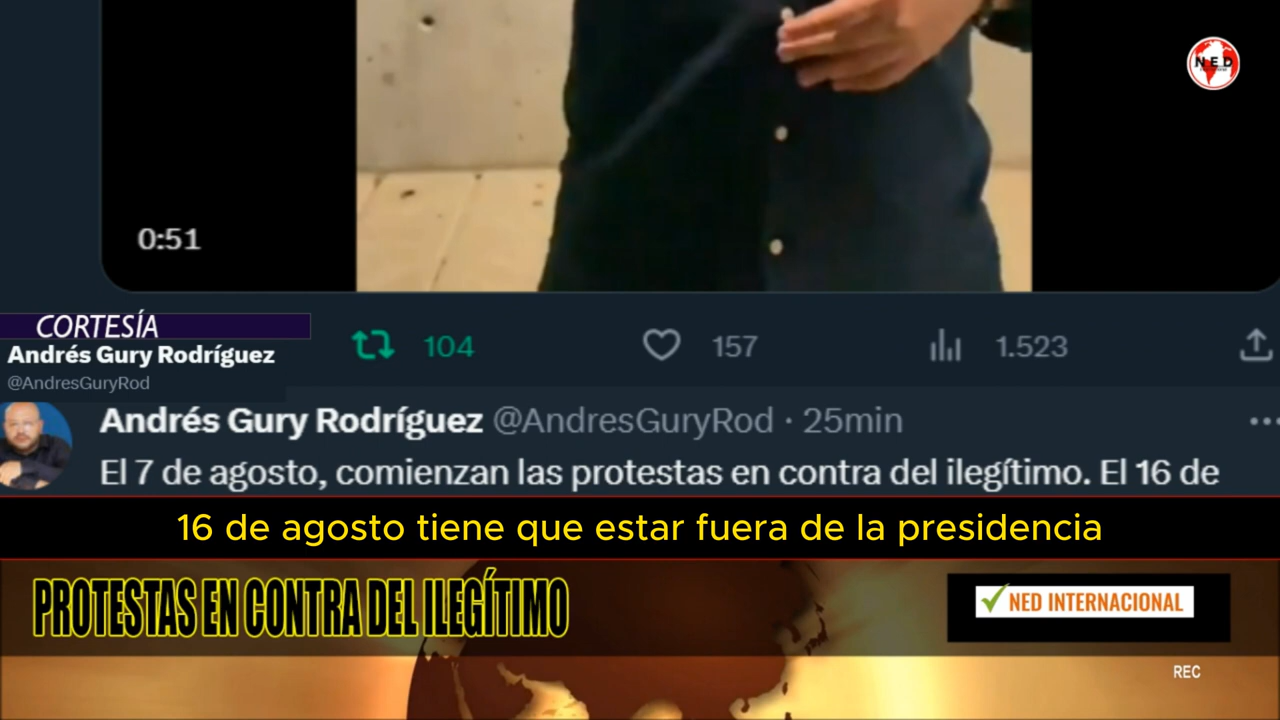 NED
0:51
CORTESÍA
Andrés Gury Rodríguez
@AndresGuryRod
104
157
1.523
Andrés Gury Rodríguez @AndresGuryRod · 25min
El 7 de agosto, comienzan las protestas en contra del ilegítimo. El 16 de
16 de agosto tiene que estar fuera de la presidencia
PROTESTAS EN CONTRA DEL ILEGÍTIMO
NED INTERNACIONAL
REC